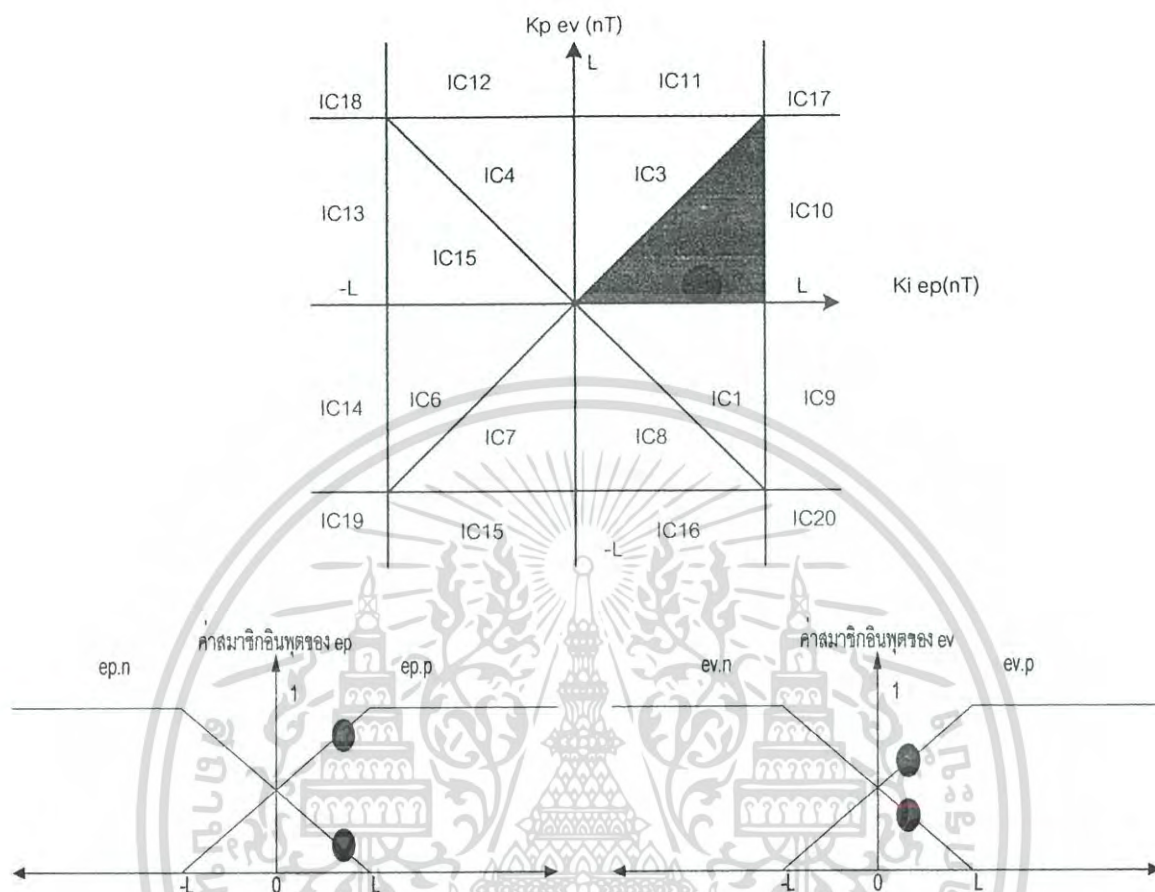 Kp ev (nT)
L
IC18 IC12 IC11 IC17
IC4 IC3
IC13 IC10
IC15
-L L Ki ep(nT)
IC6 IC1
IC14 IC9
IC7 IC8
IC19 IC15 IC16 IC20
-L
ค่าสมาชิกอินพุตของ ep ค่าสมาชิกอินพุตของ ev
ep.n ep.p ev.n ev.p
1 1
-L 0 L -L 0 L